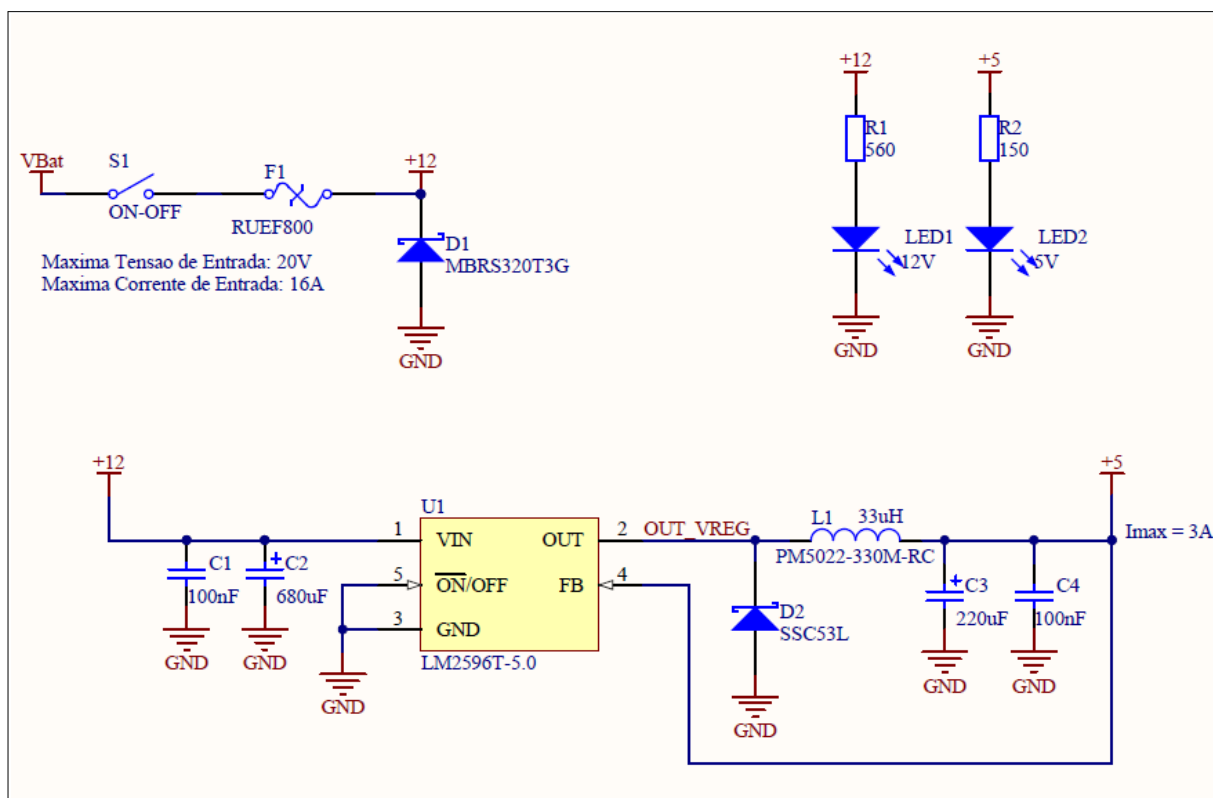 +12
+5
R1
560
R2
150
VBat
S1
ON-OFF
F1
RUEF800
+12
D1
MBRS320T3G
Maxima Tensao de Entrada: 20V
Maxima Corrente de Entrada: 16A
GND
LED1
12V
LED2
5V
GND
GND
+12
C1
100nF
GND
C2
680uF
GND
U1
1
VIN
OUT
2
5
ON/OFF
FB
4
3
GND
LM2596T-5.0
GND
OUT_VREG
L1
33uH
PM5022-330M-RC
D2
SSC53L
GND
+5
Imax = 3A
C3
220uF
GND
C4
100nF
GND